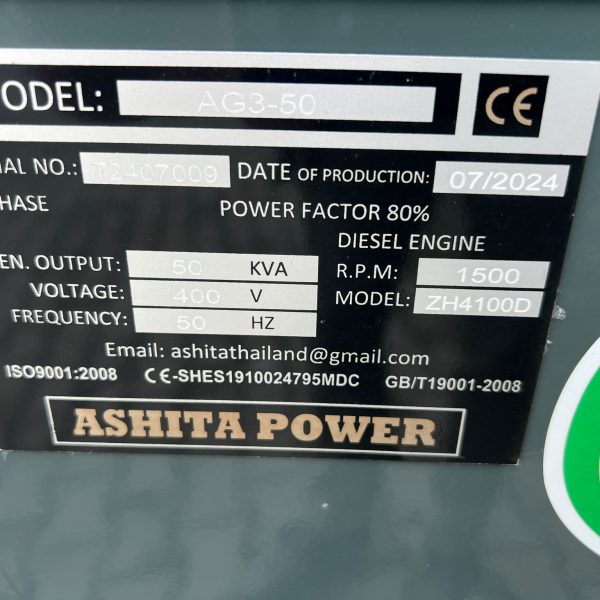 ODEL: AG3-50 CE
IAL NO.: T2407009 DATE OF PRODUCTION: 07/2024
HASE POWER FACTOR 80%
DIESEL ENGINE
EN. OUTPUT: 50 KVA R.P.M: 1500
VOLTAGE: 400 V MODEL: ZH4100D
FREQUENCY: 50 HZ
Email: ashitathailand@gmail.com
ISO9001:2008 CE-SHES1910024795MDC GB/T19001-2008
ASHITA POWER